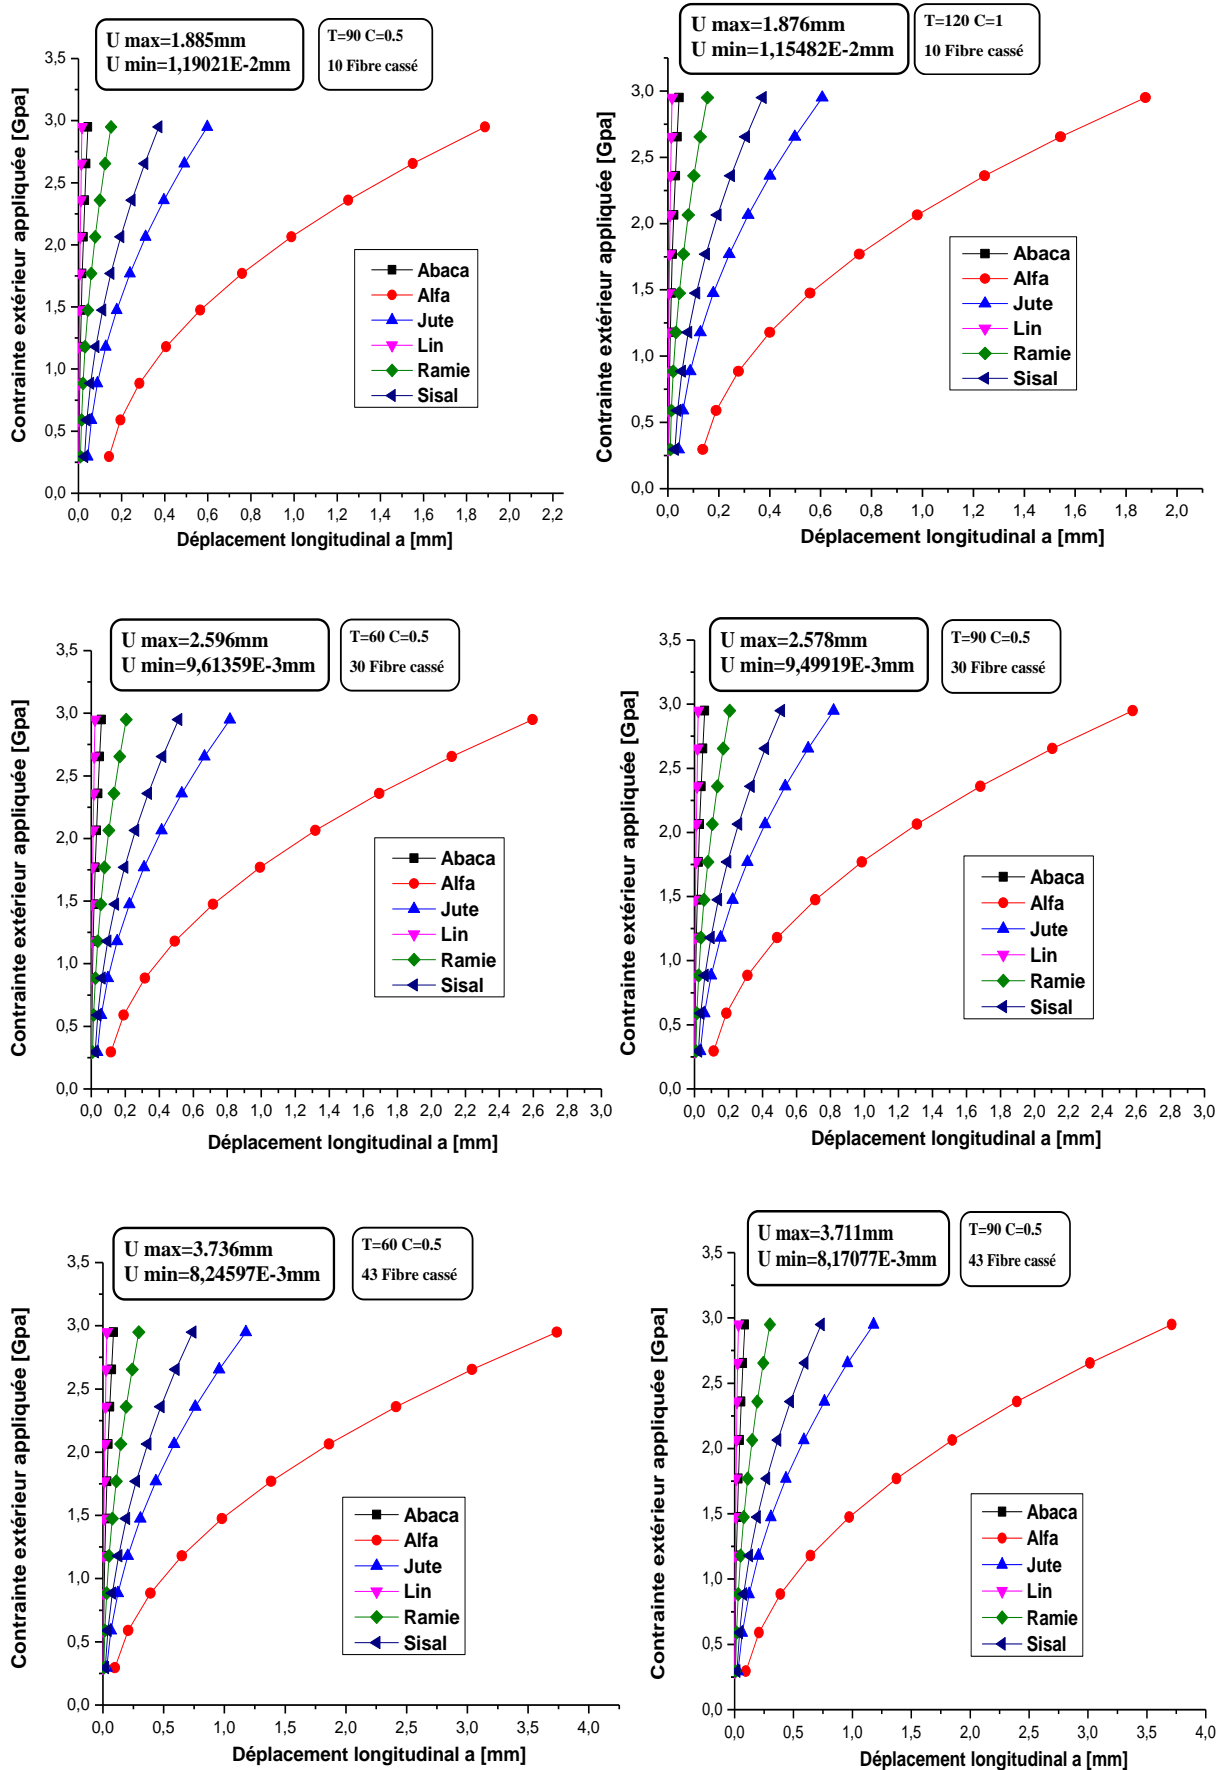 U max=1.885mm
U min=1,19021E-2mm
T=90 C=0.5
10 Fibre cassé
Contrainte extérieur appliquée [Gpa]
3,5
3,0
2,5
2,0
1,5
1,0
0,5
0,0
Abaca
Alfa
Jute
Lin
Ramie
Sisal
0,0 0,2 0,4 0,6 0,8 1,0 1,2 1,4 1,6 1,8 2,0 2,2
Déplacement longitudinal a [mm]
U max=1.876mm
U min=1,15482E-2mm
T=120 C=1
10 Fibre cassé
Contrainte extérieur appliquée [Gpa]
3,0
2,5
2,0
1,5
1,0
0,5
0,0
Abaca
Alfa
Jute
Lin
Ramie
Sisal
0,0 0,2 0,4 0,6 0,8 1,0 1,2 1,4 1,6 1,8 2,0
Déplacement longitudinal a [mm]
U max=2.596mm
U min=9,61359E-3mm
T=60 C=0.5
30 Fibre cassé
Contrainte extérieur appliquée [Gpa]
3,5
3,0
2,5
2,0
1,5
1,0
0,5
0,0
Abaca
Alfa
Jute
Lin
Ramie
Sisal
0,0 0,2 0,4 0,6 0,8 1,0 1,2 1,4 1,6 1,8 2,0 2,2 2,4 2,6 2,8 3,0
Déplacement longitudinal a [mm]
U max=2.578mm
U min=9,49919E-3mm
T=90 C=0.5
30 Fibre cassé
Contrainte extérieur appliquée [Gpa]
3,5
3,0
2,5
2,0
1,5
1,0
0,5
0,0
Abaca
Alfa
Jute
Lin
Ramie
Sisal
0,0 0,2 0,4 0,6 0,8 1,0 1,2 1,4 1,6 1,8 2,0 2,2 2,4 2,6 2,8 3,0
Déplacement longitudinal a [mm]
U max=3.736mm
U min=8,24597E-3mm
T=60 C=0.5
43 Fibre cassé
Contrainte extérieur appliquée [Gpa]
3,5
3,0
2,5
2,0
1,5
1,0
0,5
0,0
Abaca
Alfa
Jute
Lin
Ramie
Sisal
0,0 0,5 1,0 1,5 2,0 2,5 3,0 3,5 4,0
Déplacement longitudinal a [mm]
U max=3.711mm
U min=8,17077E-3mm
T=90 C=0.5
43 Fibre cassé
Contrainte extérieur appliquée [Gpa]
3,5
3,0
2,5
2,0
1,5
1,0
0,5
0,0
Abaca
Alfa
Jute
Lin
Ramie
Sisal
0,0 0,5 1,0 1,5 2,0 2,5 3,0 3,5 4,0
Déplacement longitudinal a [mm]